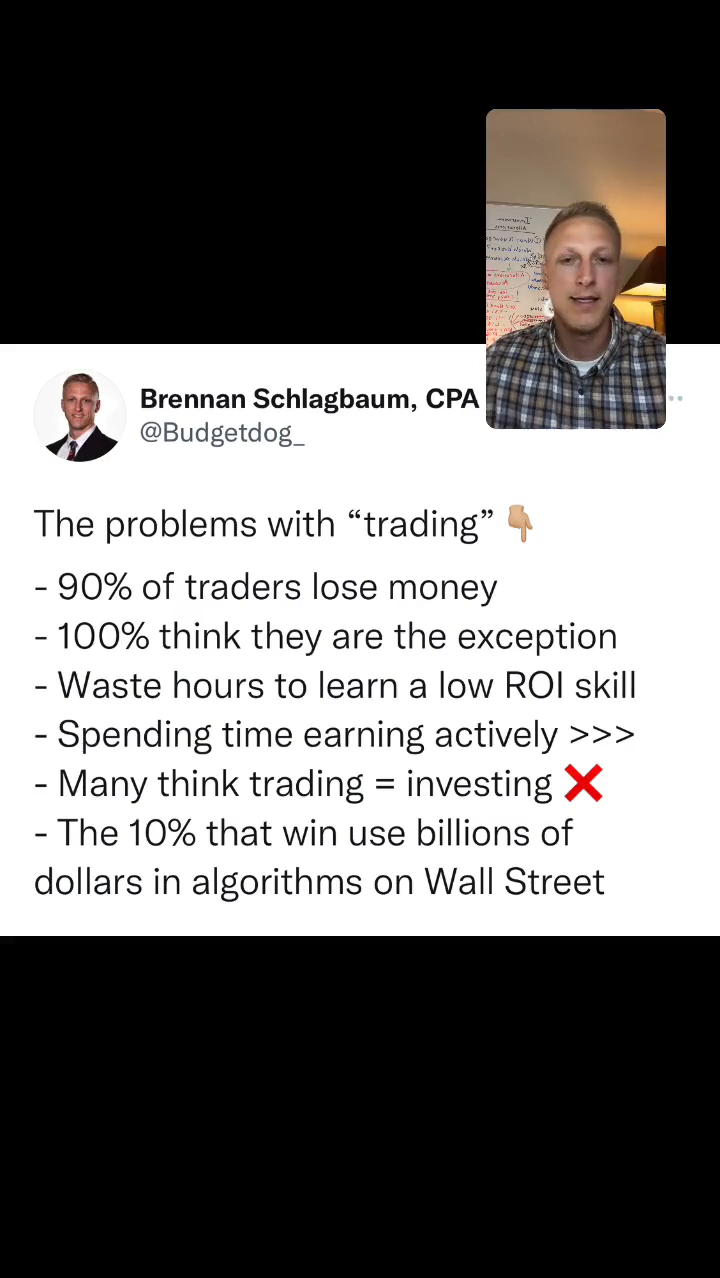 Brennan Schlagbaum, CPA
@Budgetdog_
The problems with “trading” 👇🏼
- 90% of traders lose money
- 100% think they are the exception
- Waste hours to learn a low ROI skill
- Spending time earning actively >>>
- Many think trading = investing ❌
- The 10% that win use billions of
dollars in algorithms on Wall Street